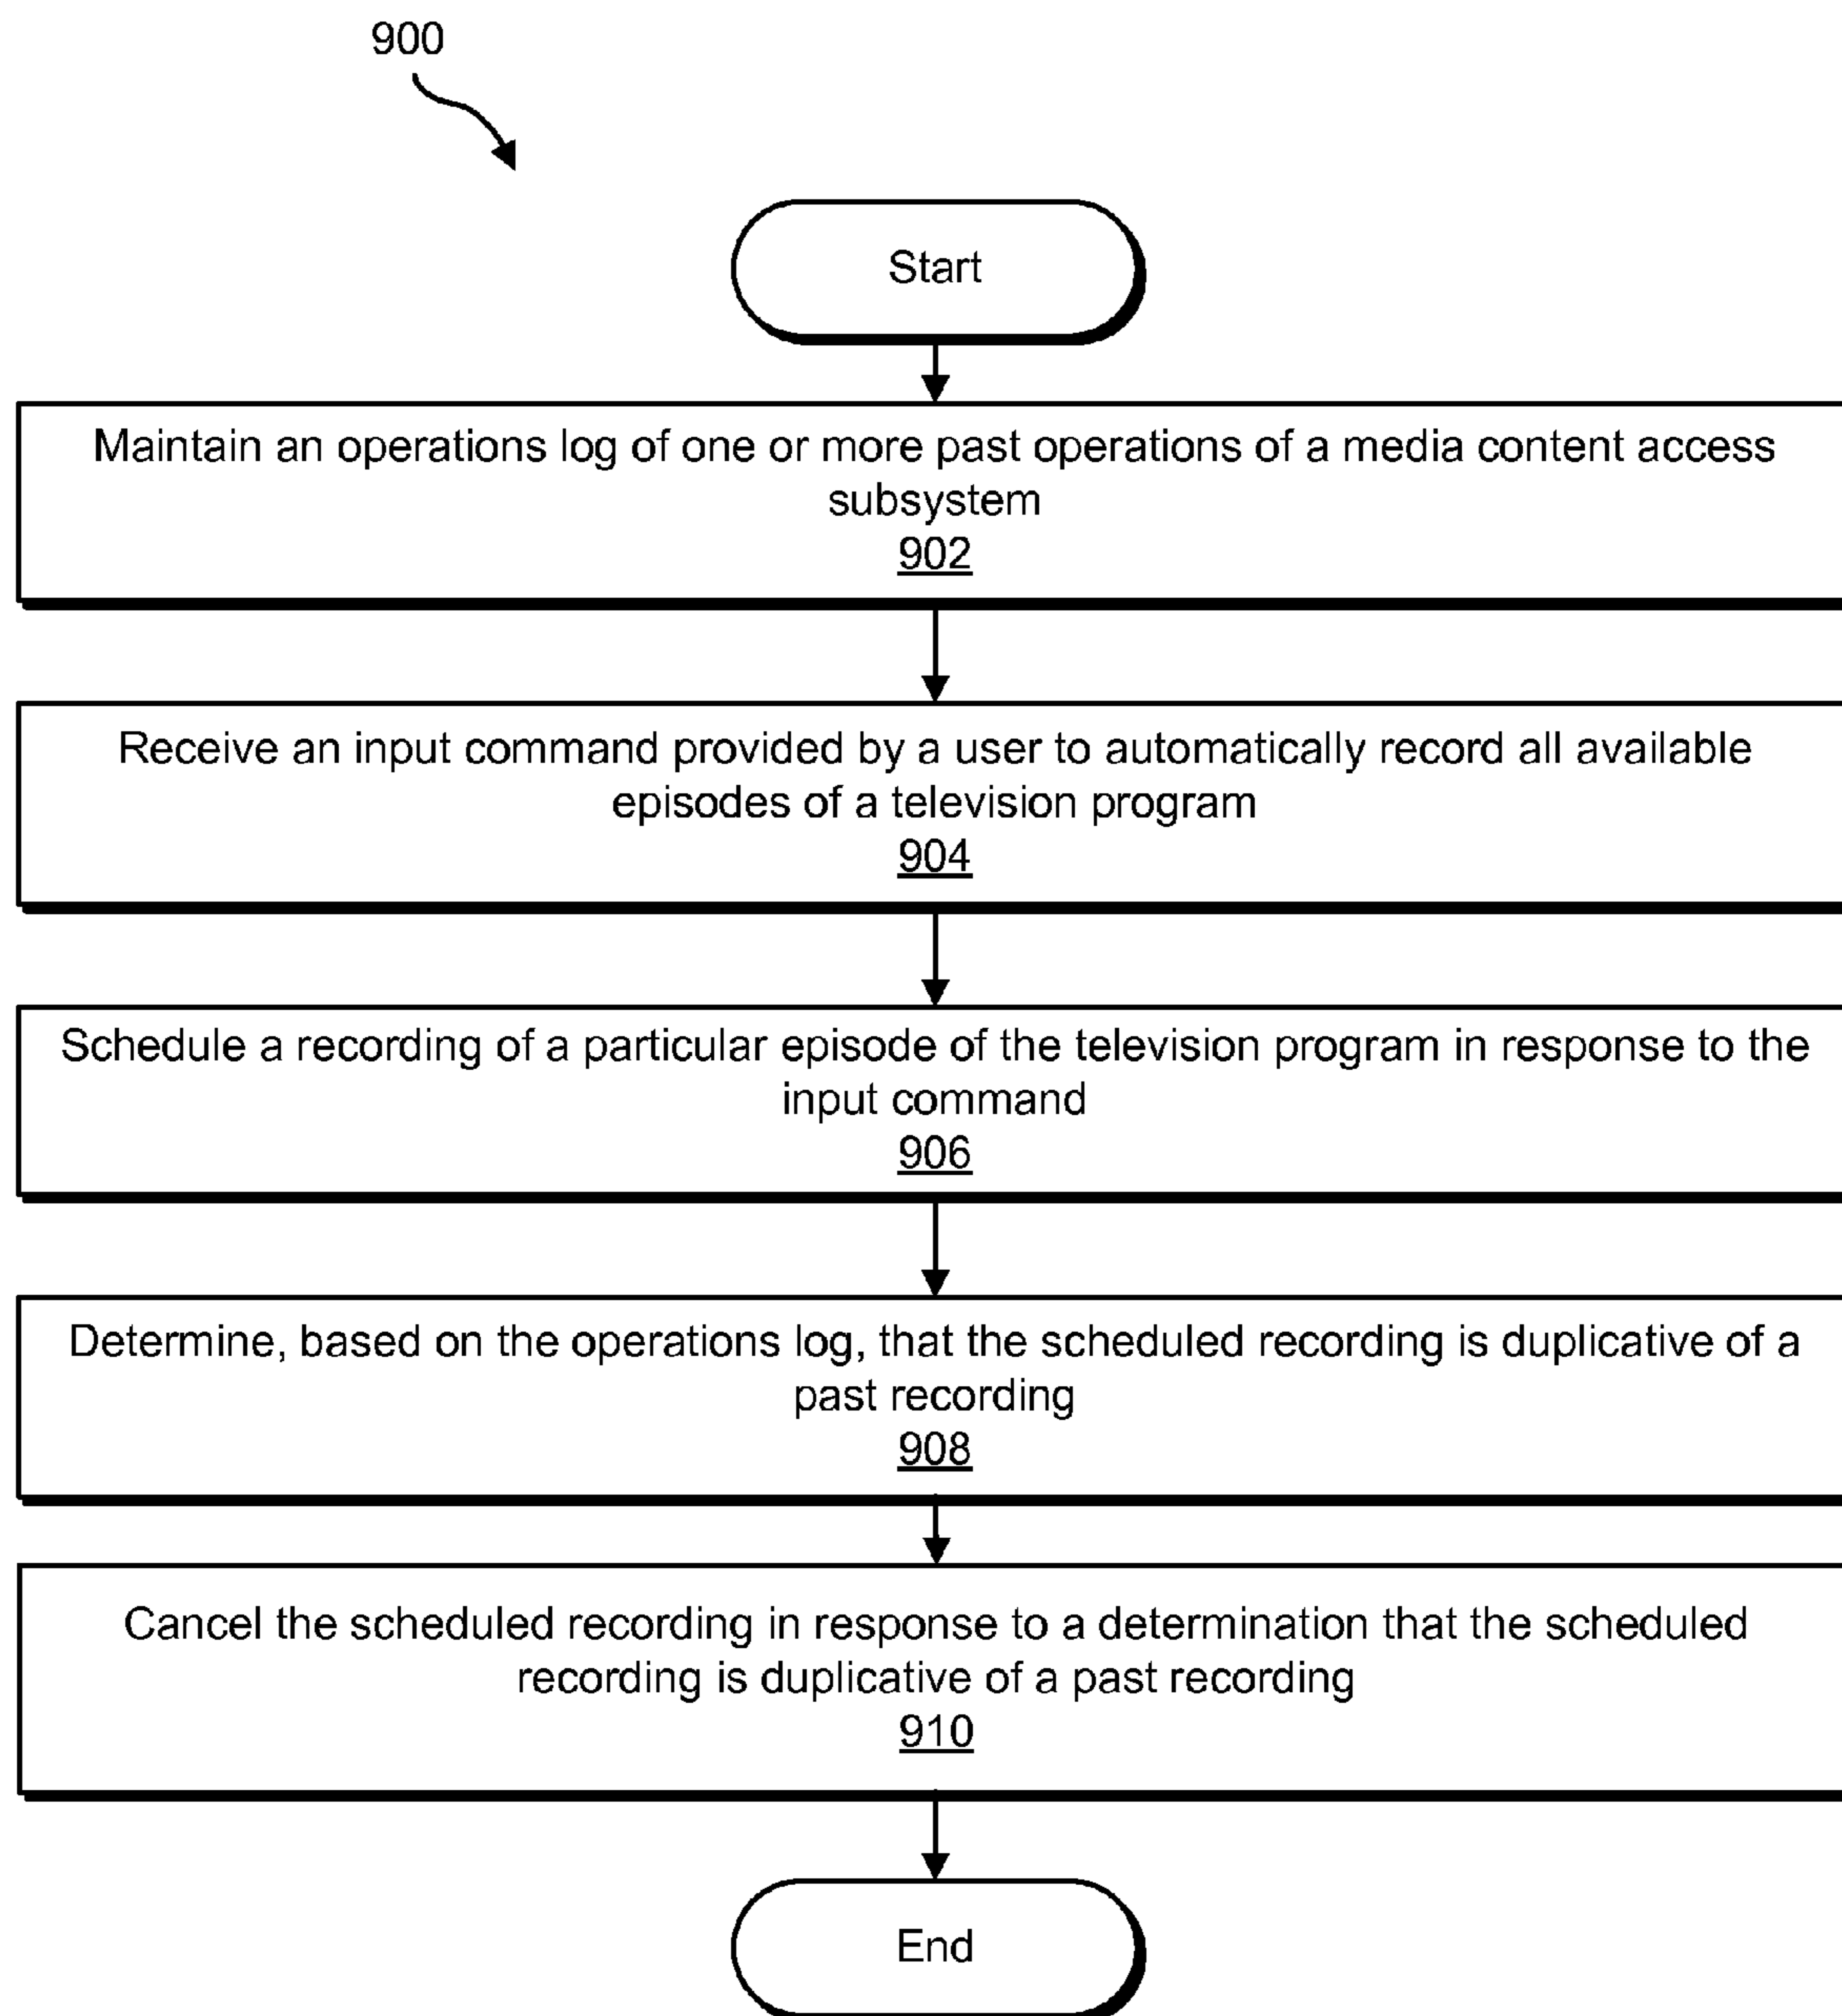 900
Start
Maintain an operations log of one or more past operations of a media content access
subsystem
902
Receive an input command provided by a user to automatically record all available
episodes of a television program
904
Schedule a recording of a particular episode of the television program in response to the
input command
906
Determine, based on the operations log, that the scheduled recording is duplicative of a
past recording
908
Cancel the scheduled recording in response to a determination that the scheduled
recording is duplicative of a past recording
910
End